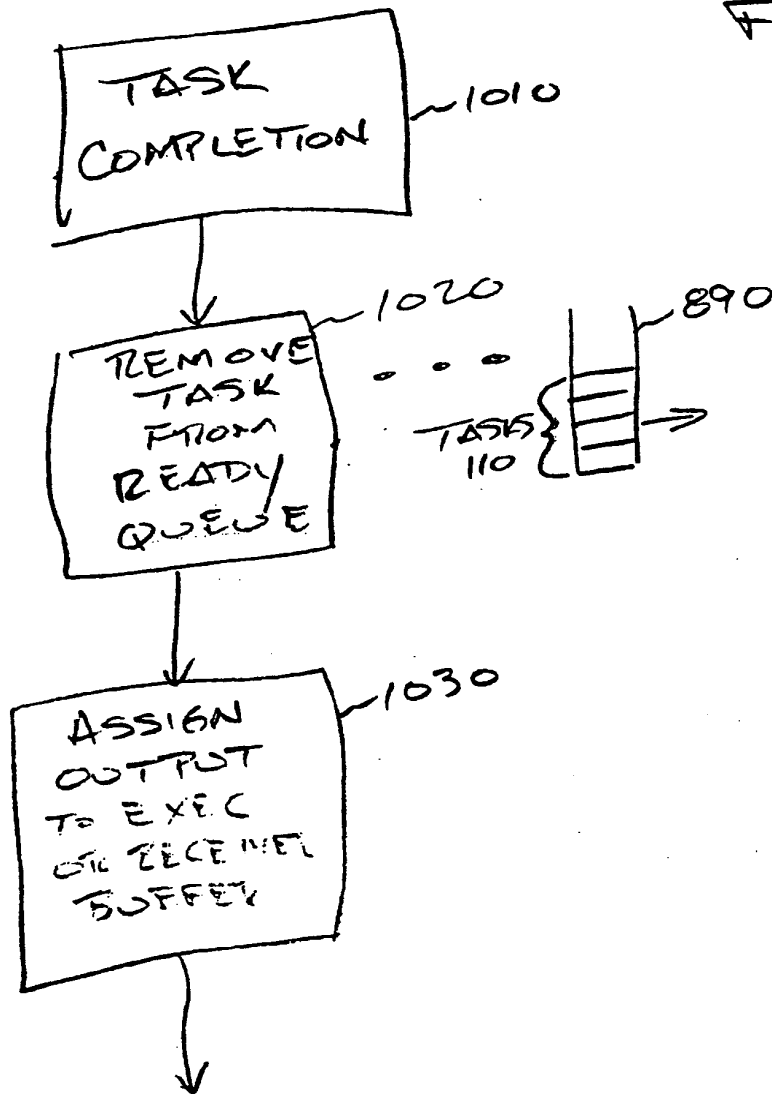 TASK
COMPLETION
1010
1020
REMOVE
TASK
FROM
READY
QUEUE
890
TASKS
110
1030
ASSIGN
OUTPUT
TO EXEC
OR RECEIVER
BUFFER